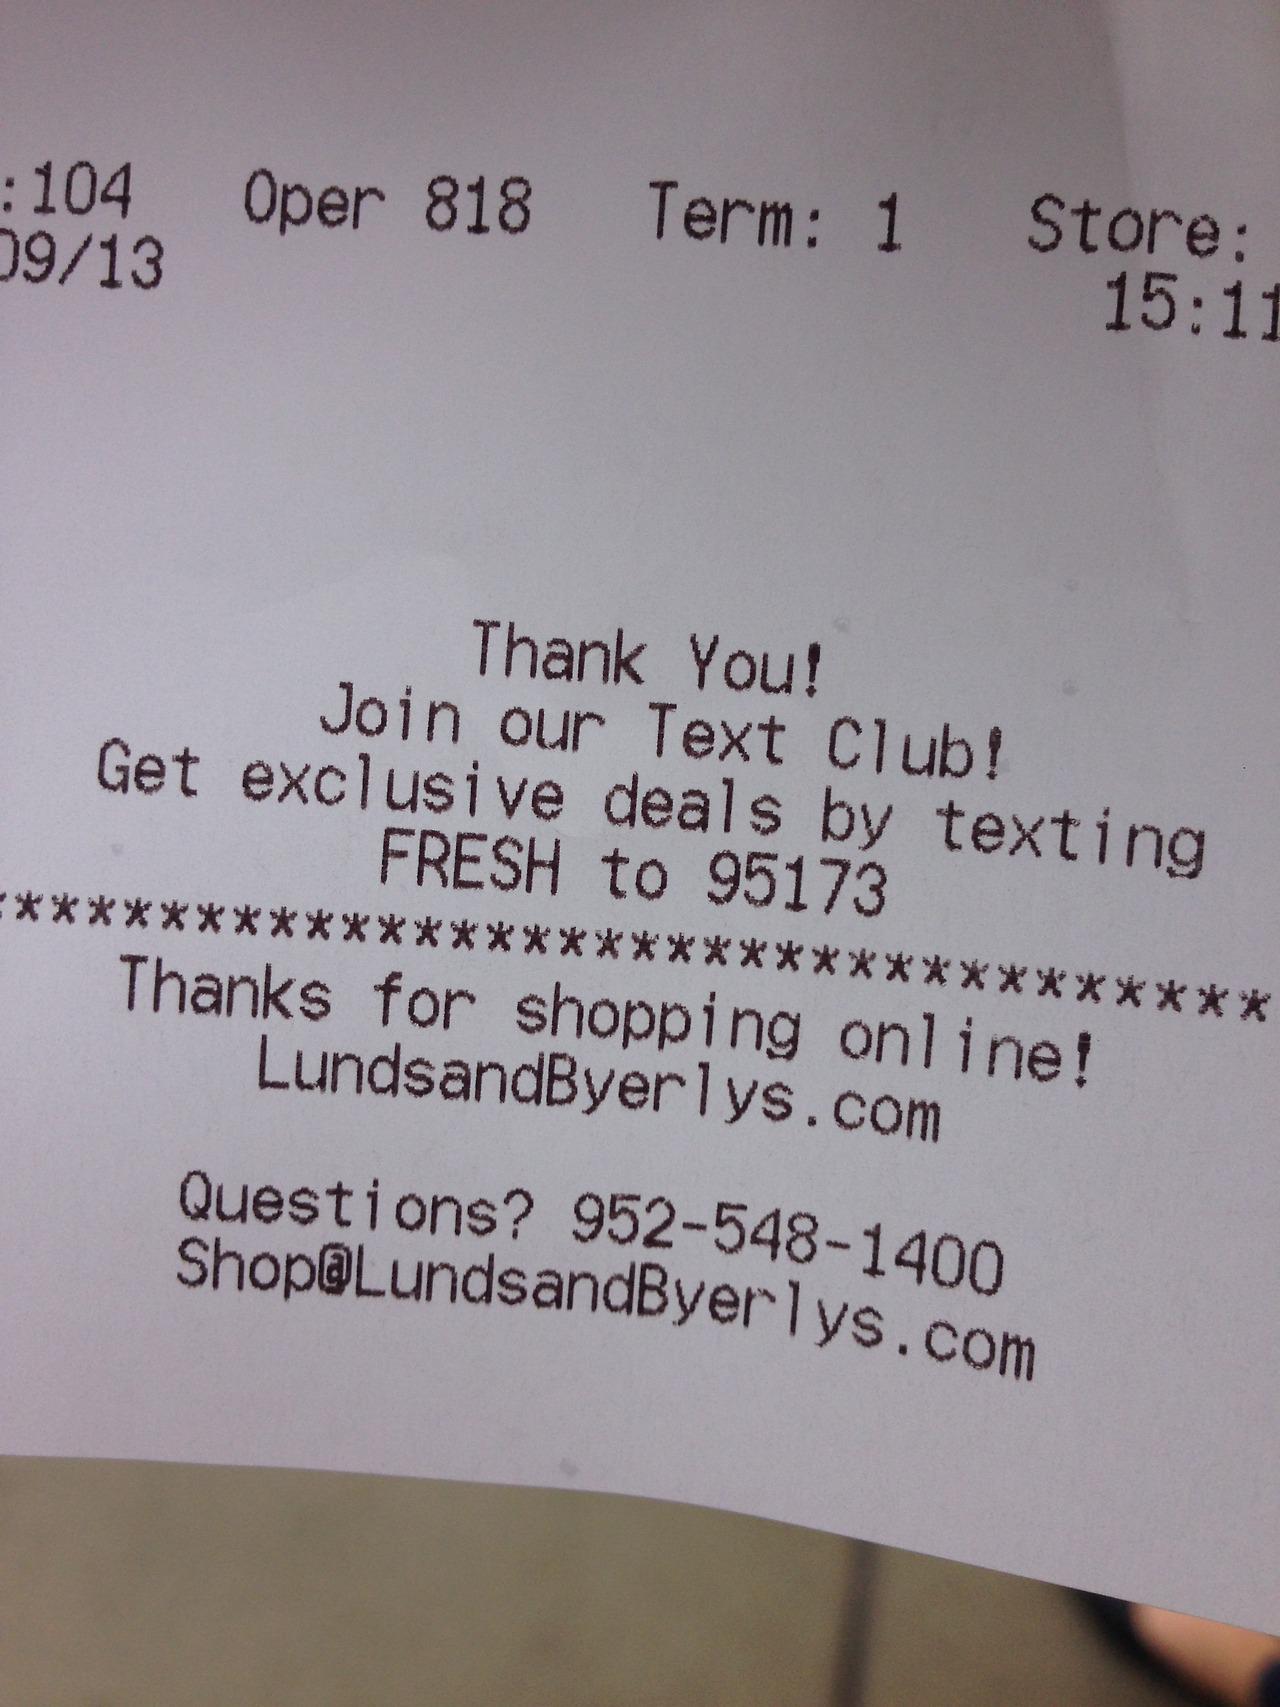 :104 Oper 818 Term: 1 Store:
09/13 15:11
Thank You!
Join our Text Club!
Get exclusive deals by texting
FRESH to 95173
***********************************
Thanks for shopping online!
LundsandByerlys.com
Questions? 952-548-1400
Shop@LundsandByerlys.com